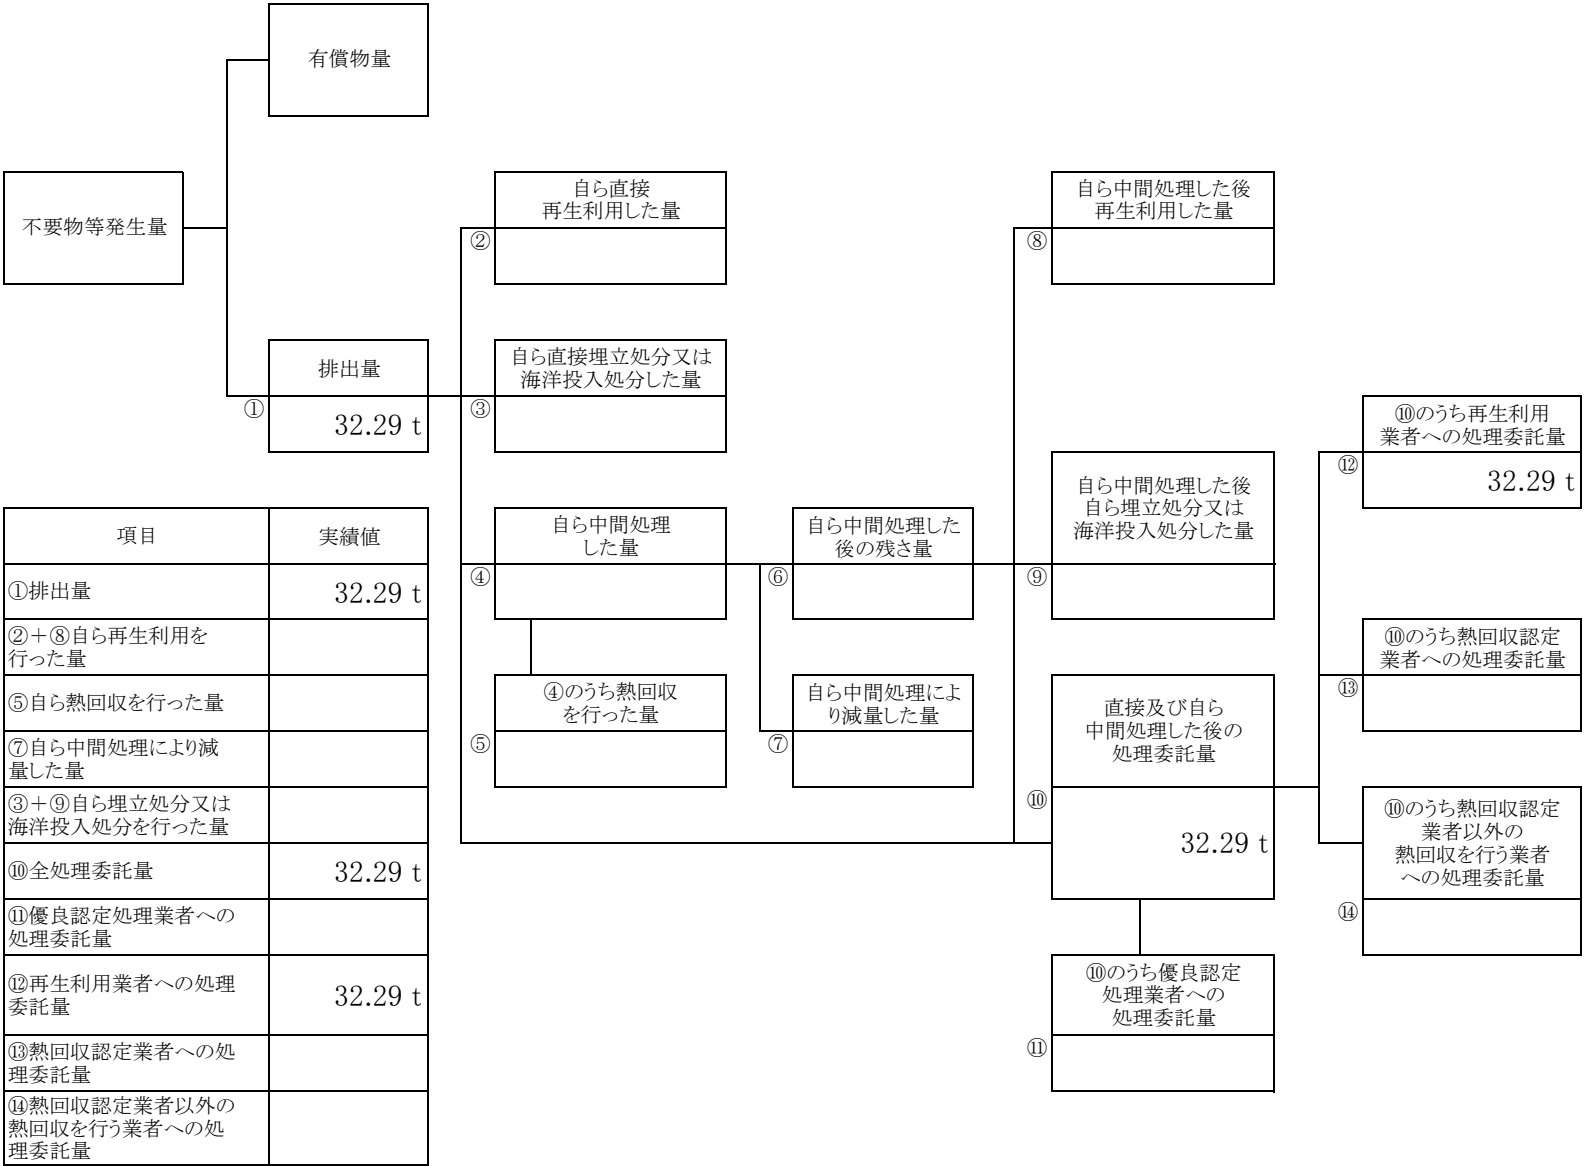 有償物量
不要物等発生量
自ら直接
再生利用した量
②
自ら中間処理した後
再生利用した量
⑧
排出量
①
32.29 t
自ら直接埋立処分又は
海洋投入処分した量
③
⑩のうち再生利用
業者への処理委託量
⑫
32.29 t
自ら中間処理した後
自ら埋立処分又は
海洋投入処分した量
⑨
自ら中間処理
した量
④
自ら中間処理した
後の残さ量
⑥
⑩のうち熱回収認定
業者への処理委託量
⑬
④のうち熱回収
を行った量
⑤
自ら中間処理によ
り減量した量
⑦
直接及び自ら
中間処理した後の
処理委託量
⑩
32.29 t
⑩のうち熱回収認定
業者以外の
熱回収を行う業者
への処理委託量
⑭
⑩のうち優良認定
処理業者への
処理委託量
⑪
項目
実績値
①排出量
32.29 t
②＋⑧自ら再生利用を
行った量
⑤自ら熱回収を行った量
⑦自ら中間処理により減
量した量
③＋⑨自ら埋立処分又は
海洋投入処分を行った量
⑩全処理委託量
32.29 t
⑪優良認定処理業者への
処理委託量
⑫再生利用業者への処理
委託量
32.29 t
⑬熱回収認定業者への処
理委託量
⑭熱回収認定業者以外の
熱回収を行う業者への処
理委託量